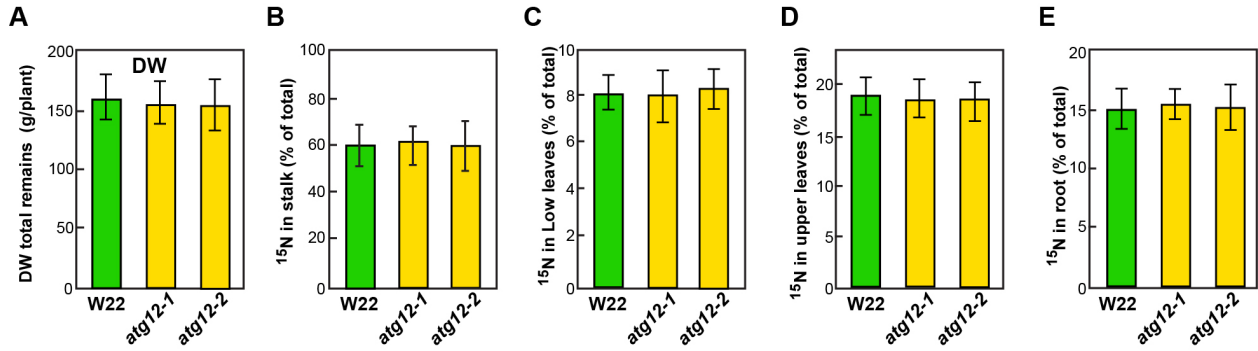 A
DW total remains (g/plant)
200
150
100
50
0
DW
W22
atg12-1
atg12-2
B
¹⁵N in stalk (% of total)
100
80
60
40
20
0
W22
atg12-1
atg12-2
C
¹⁵N in Low leaves (% of total)
10
8
6
4
2
0
W22
atg12-1
atg12-2
D
¹⁵N in upper leaves (% of total)
20
15
10
5
0
W22
atg12-1
atg12-2
E
¹⁵N in root (% of total)
20
15
10
5
0
W22
atg12-1
atg12-2